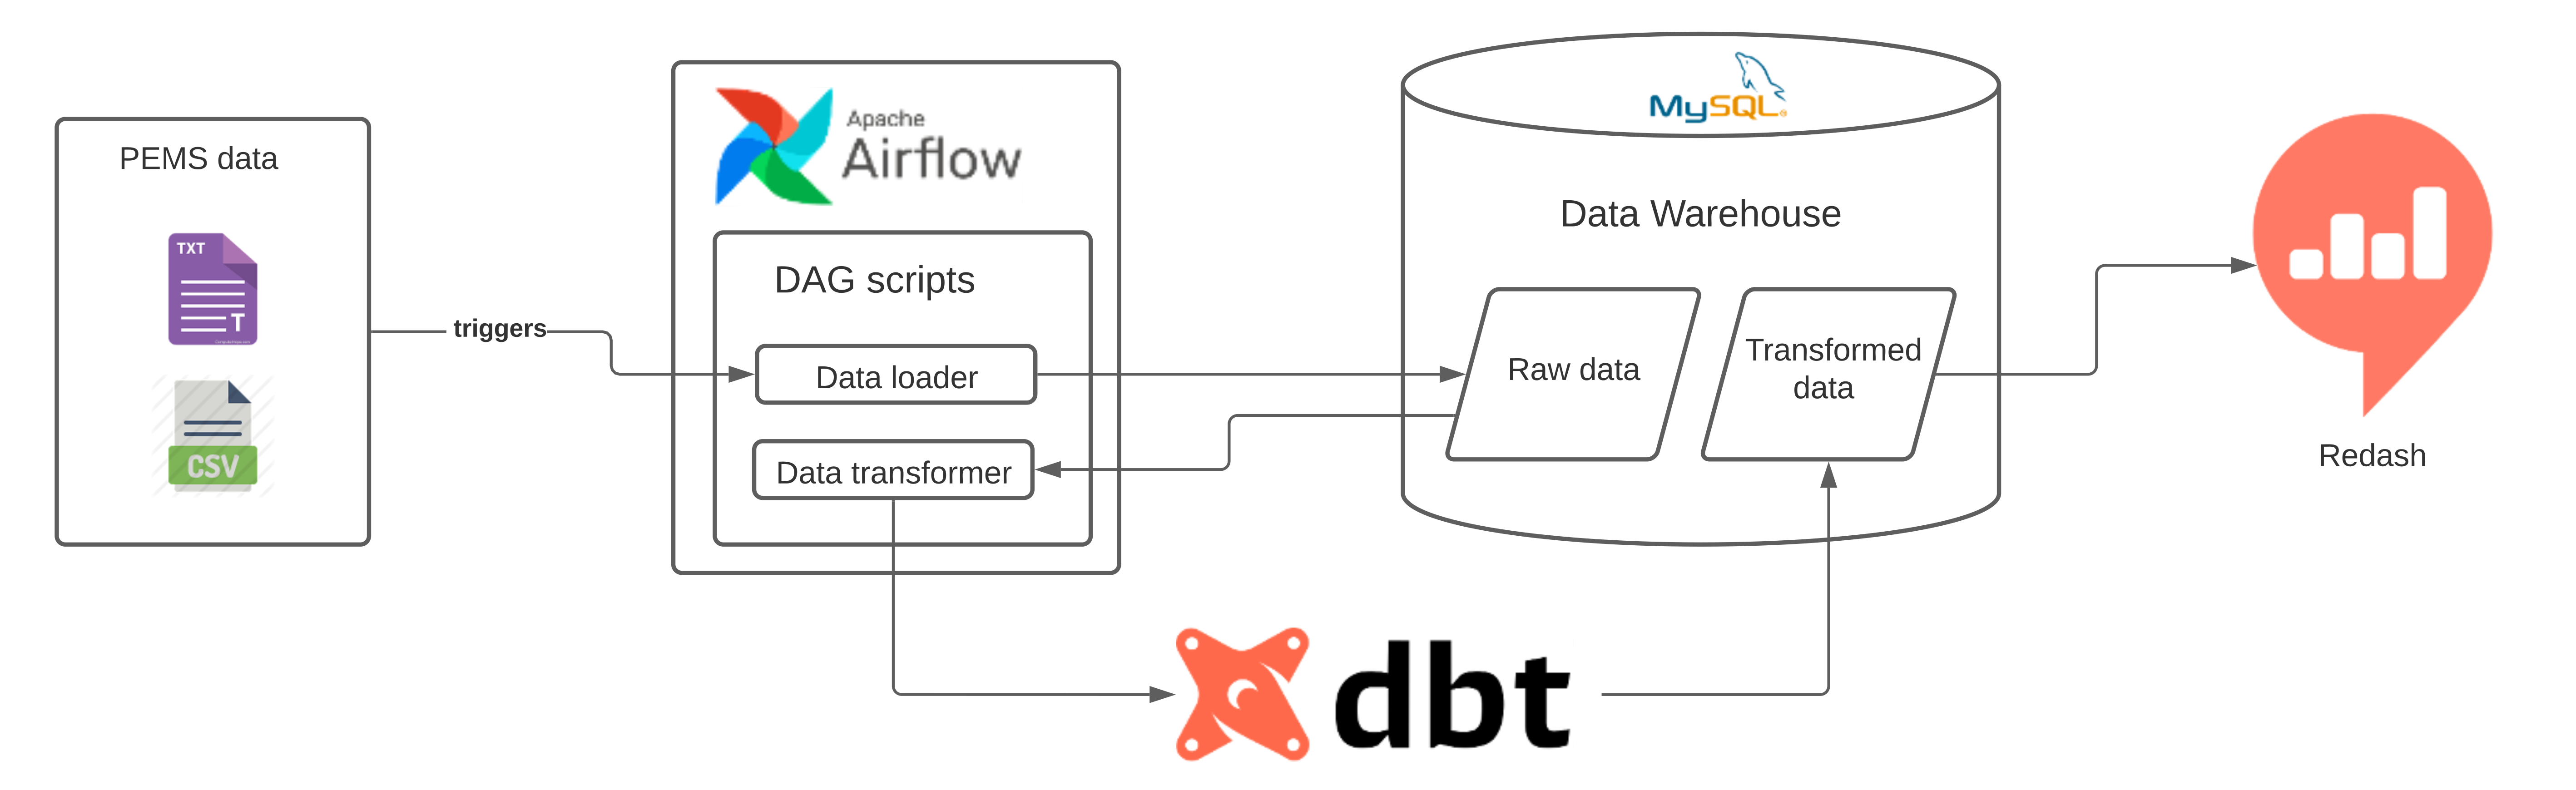 PEMS data
TXT
T
CSV
triggers
Apache
Airflow
DAG scripts
Data loader
Data transformer
MySQL
Data Warehouse
Raw data
Transformed
data
dbt
Redash